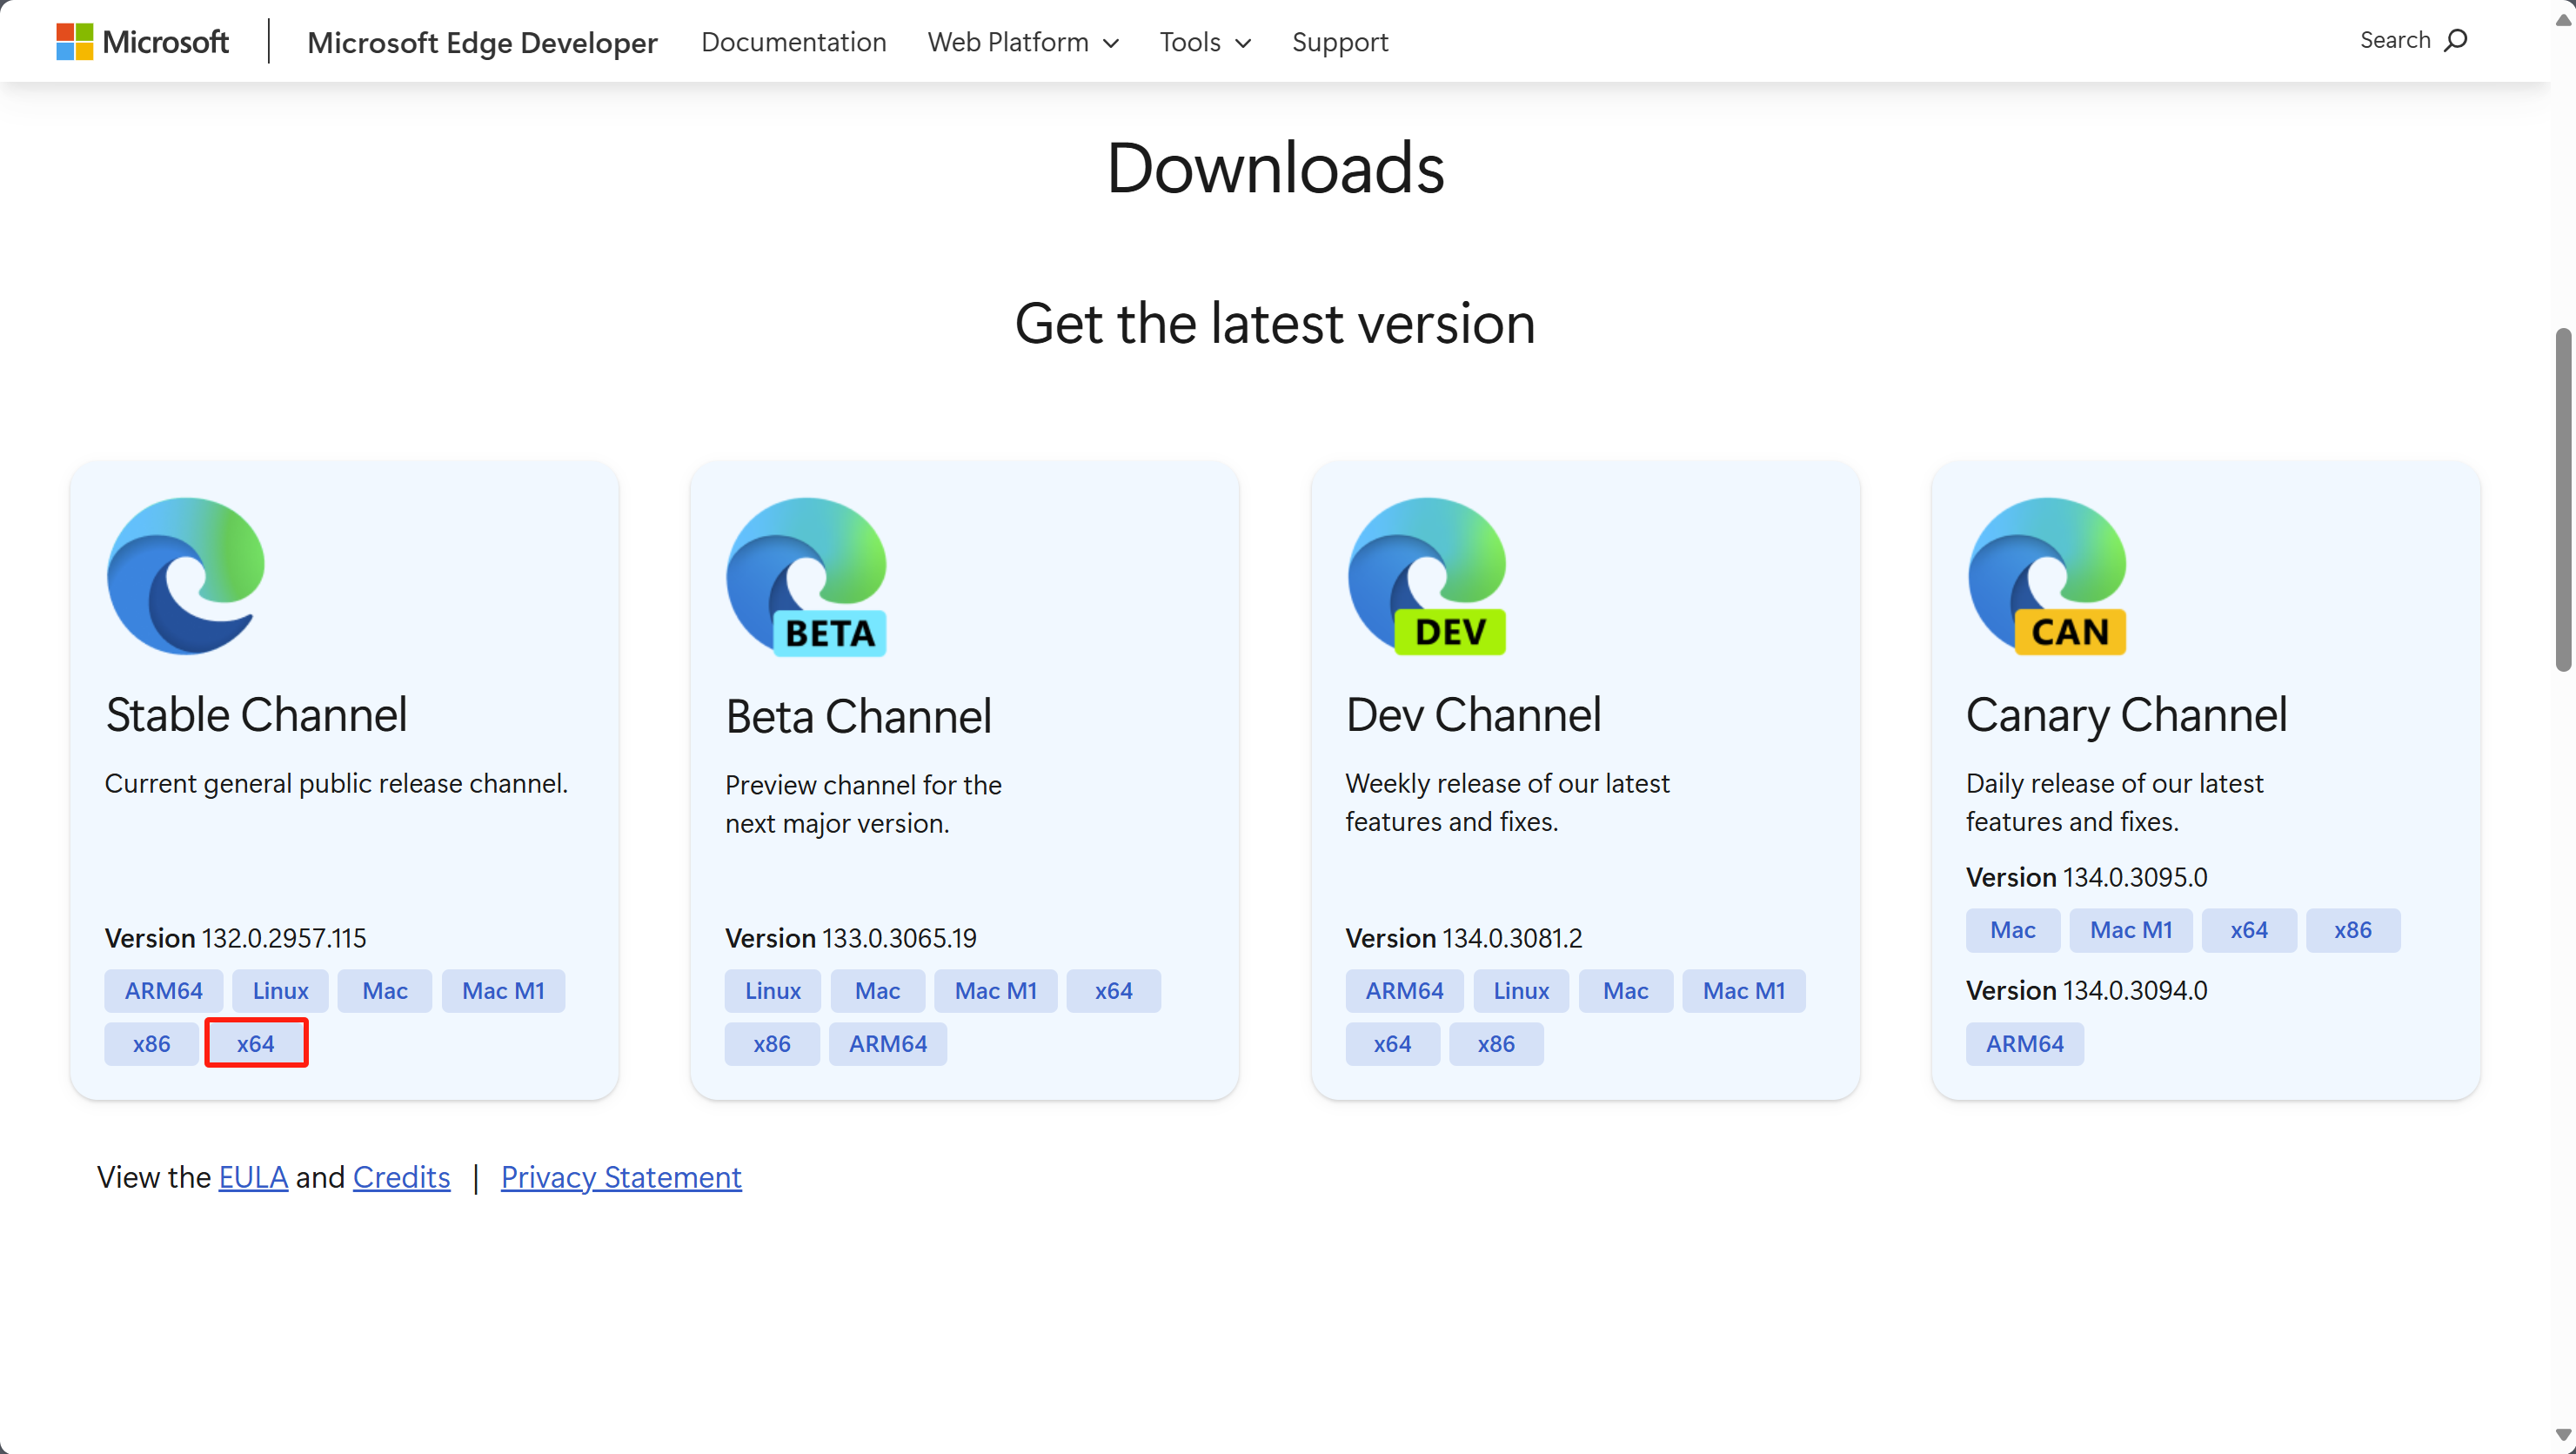 Microsoft
Microsoft Edge Developer
Documentation
Web Platform
Tools
Support
Search
Downloads
Get the latest version
Stable Channel
Current general public release channel.
Version 132.0.2957.115
ARM64 Linux Mac Mac M1
x86 x64
BETA
Beta Channel
Preview channel for the
next major version.
Version 133.0.3065.19
Linux Mac Mac M1 x64
x86 ARM64
DEV
Dev Channel
Weekly release of our latest
features and fixes.
Version 134.0.3081.2
ARM64 Linux Mac Mac M1
x64 x86
CAN
Canary Channel
Daily release of our latest
features and fixes.
Version 134.0.3095.0
Mac Mac M1 x64 x86
Version 134.0.3094.0
ARM64
View the EULA and Credits | Privacy Statement